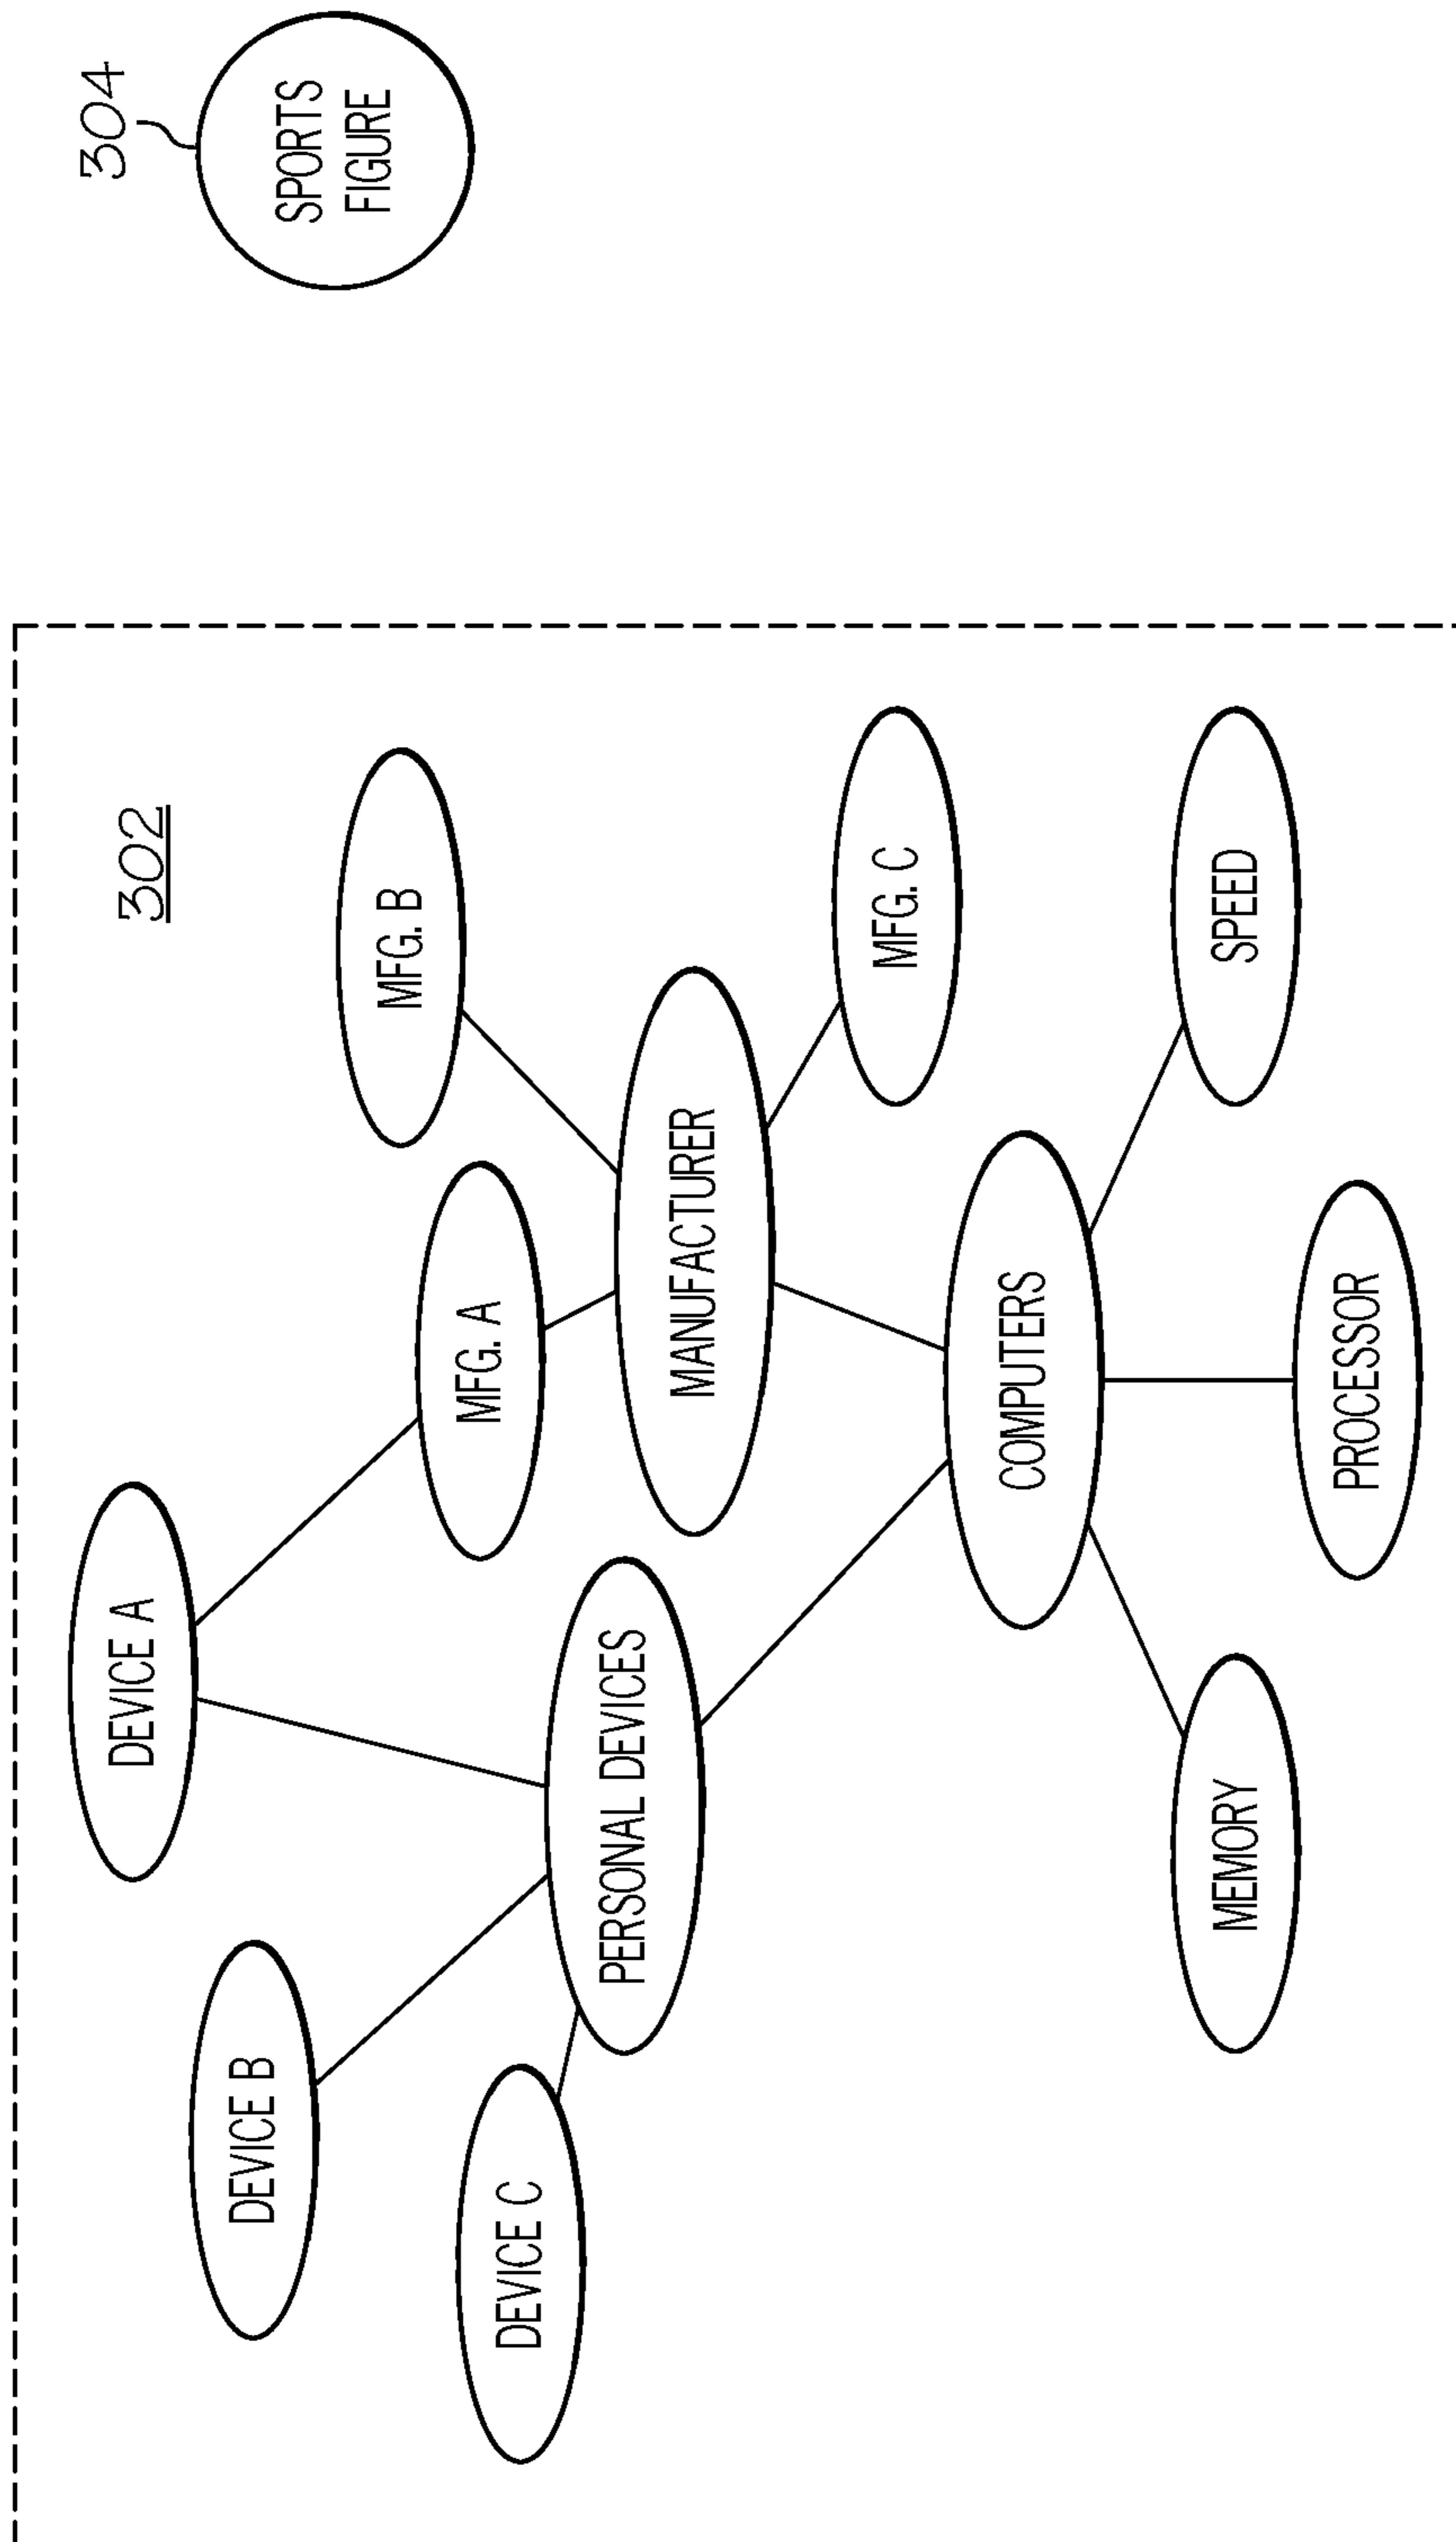 DEVICE A
302
304
DEVICE B
SPORTS
FIGURE
MFG. B
MFG. A
DEVICE C
PERSONAL DEVICES
MANUFACTURER
MFG. C
COMPUTERS
MEMORY
SPEED
PROCESSOR